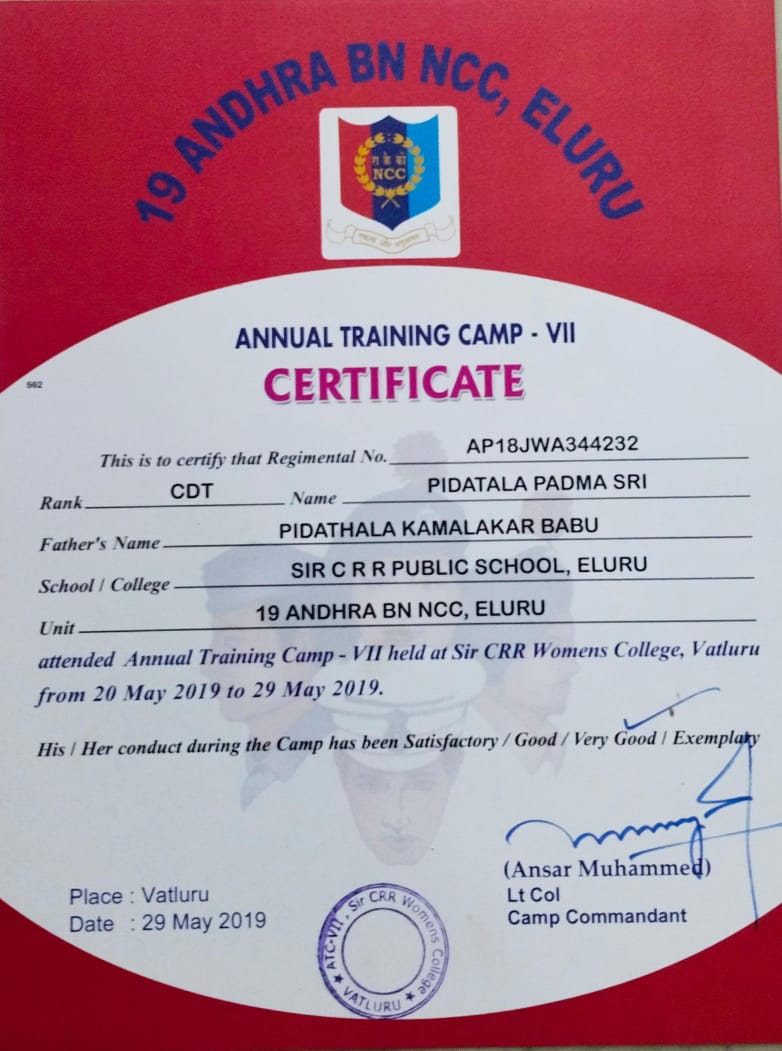 19 ANDHRA BN NCC, ELURU
रा कै को
NCC
एकता और अनुशासन
ANNUAL TRAINING CAMP - VII
CERTIFICATE
562
This is to certify that Regimental No. AP18JWA344232
Rank CDT Name PIDATALA PADMA SRI
Father's Name PIDATHALA KAMALAKAR BABU
School / College SIR C R R PUBLIC SCHOOL, ELURU
Unit 19 ANDHRA BN NCC, ELURU
attended Annual Training Camp - VII held at Sir CRR Womens College, Vatluru
from 20 May 2019 to 29 May 2019.
His / Her conduct during the Camp has been Satisfactory / Good / Very Good / Exemplary
(Ansar Muhammed)
Lt Col
Camp Commandant
Place : Vatluru
Date : 29 May 2019
ATC-VII, Sir CRR Womens College
★ VATLURU ★